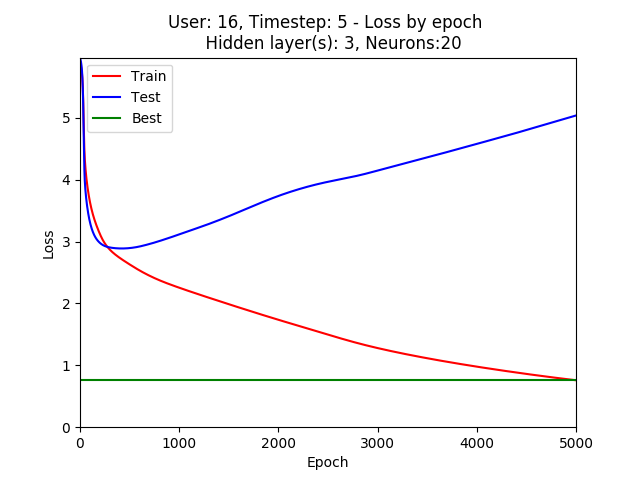 User: 16, Timestep: 5 - Loss by epoch
Hidden layer(s): 3, Neurons:20
Train
Test
Best
5
4
3
2
1
0
Loss
0 1000 2000 3000 4000 5000
Epoch